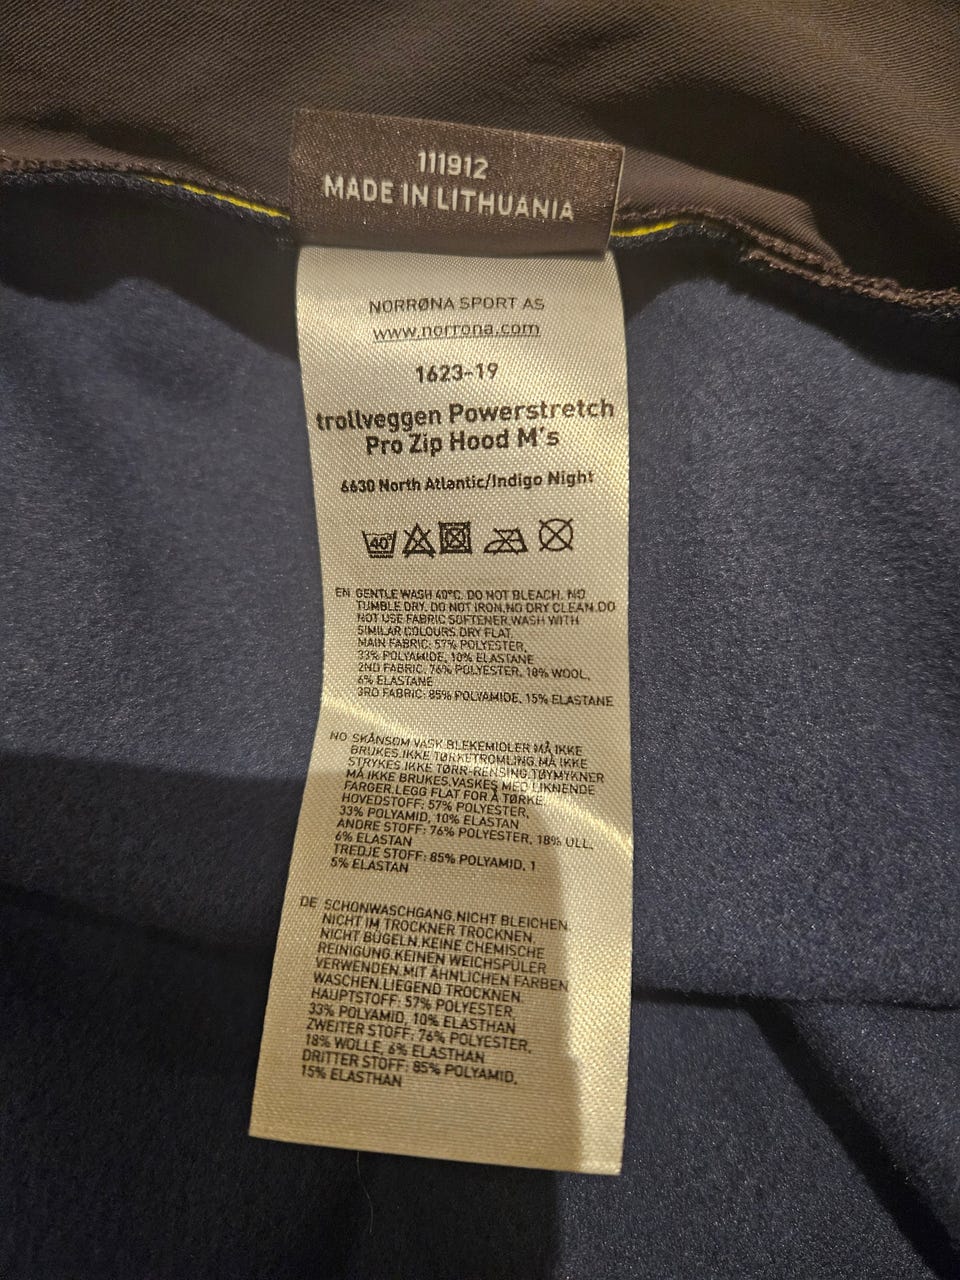 111912
MADE IN LITHUANIA
NORRØNA SPORT AS
www.norrona.com
1623-19
trollveggen Powerstretch
Pro Zip Hood M's
6630 North Atlantic/Indigo Night
40°
EN GENTLE WASH 40°C. DO NOT BLEACH. NO
TUMBLE DRY. DO NOT IRON.NO DRY CLEAN.DO
NOT USE FABRIC SOFTENER.WASH WITH
SIMILAR COLOURS.DRY FLAT.
MAIN FABRIC: 57% POLYESTER,
33% POLYAMIDE, 10% ELASTANE
2ND FABRIC: 76% POLYESTER, 18% WOOL,
6% ELASTANE
3RD FABRIC: 85% POLYAMIDE, 15% ELASTANE
NO SKÅNSOM VASK.BLEKEMIDLER MÅ IKKE
BRUKES.IKKE TØRKETROMLING.MÅ IKKE
STRYKES.IKKE TØRR-RENSING.TØYMYKNER
MÅ IKKE BRUKES.VASKES MED LIKNENDE
FARGER.LEGG FLAT FOR Å TØRKE
HOVEDSTOFF: 57% POLYESTER,
33% POLYAMID, 10% ELASTAN
ANDRE STOFF: 76% POLYESTER, 18% ULL,
6% ELASTAN
TREDJE STOFF: 85% POLYAMID, 1
5% ELASTAN
DE SCHONWASCHGANG.NICHT BLEICHEN.
NICHT IM TROCKNER TROCKNEN.
NICHT BÜGELN.KEINE CHEMISCHE
REINIGUNG.KEINEN WEICHSPÜLER
VERWENDEN.MIT ÄHNLICHEN FARBEN
WASCHEN.LIEGEND TROCKNEN.
HAUPTSTOFF: 57% POLYESTER,
33% POLYAMID, 10% ELASTHAN
ZWEITER STOFF: 76% POLYESTER,
18% WOLLE, 6% ELASTHAN
DRITTER STOFF: 85% POLYAMID,
15% ELASTHAN